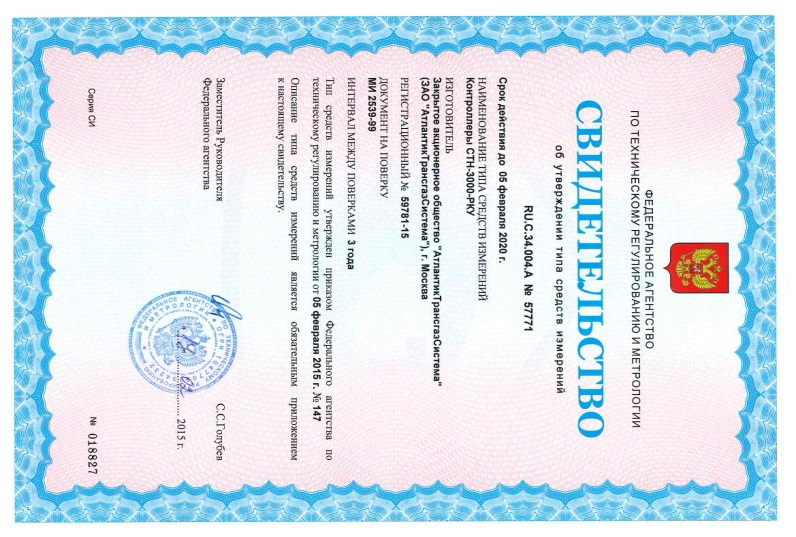 ФЕДЕРАЛЬНОЕ АГЕНТСТВО
ПО ТЕХНИЧЕСКОМУ РЕГУЛИРОВАНИЮ И МЕТРОЛОГИИ
СВИДЕТЕЛЬСТВО
об утверждении типа средств измерений
RU.C.34.004.A № 57771
Срок действия до 05 февраля 2020 г.
НАИМЕНОВАНИЕ ТИПА СРЕДСТВ ИЗМЕРЕНИЙ
Контроллеры СТН-3000-РКУ
ИЗГОТОВИТЕЛЬ
Закрытое акционерное общество "АтлантикТрансгазСистема"
(ЗАО "АтлантикТрансгазСистема"), г. Москва
РЕГИСТРАЦИОННЫЙ № 59781-15
ДОКУМЕНТ НА ПОВЕРКУ
МИ 2539-99
ИНТЕРВАЛ МЕЖДУ ПОВЕРКАМИ 3 года
Тип средств измерений утвержден приказом Федерального агентства по
техническому регулированию и метрологии от 05 февраля 2015 г. № 147
Описание типа средств измерений является обязательным приложением
к настоящему свидетельству.
Заместитель Руководителя
Федерального агентства
С.С.Голубев
2015 г.
Серия СИ
№ 018827